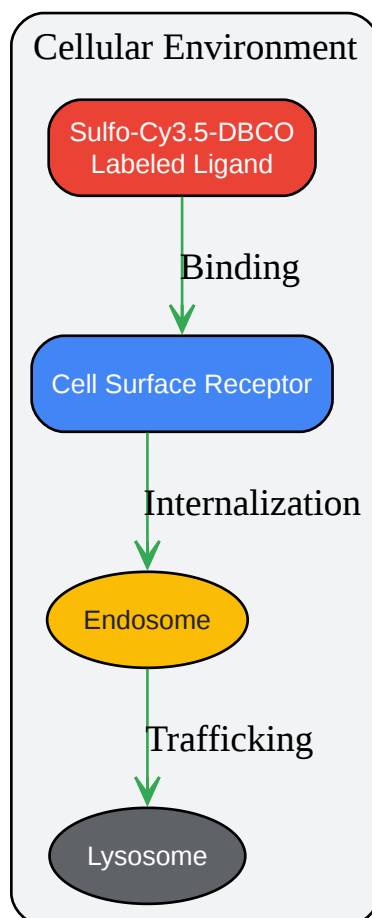 Cellular Environment
Sulfo-Cy3.5-DBCO
Labeled Ligand
Binding
Cell Surface Receptor
Internalization
Endosome
Trafficking
Lysosome